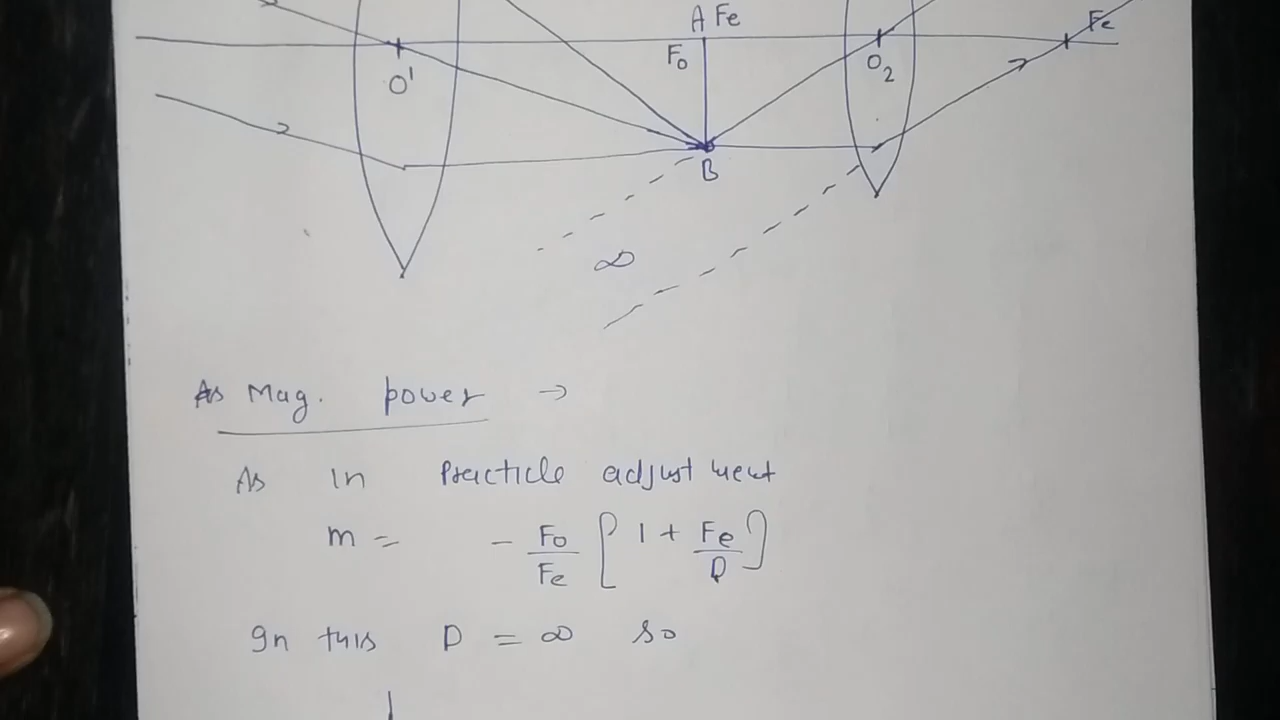 A Fe
Fe
O'
Fo
O2
B
∞
As Mag. power →
As in Practicle adjustment
m = - Fo/Fe [ 1 + Fe/D ]
In this D = ∞ so